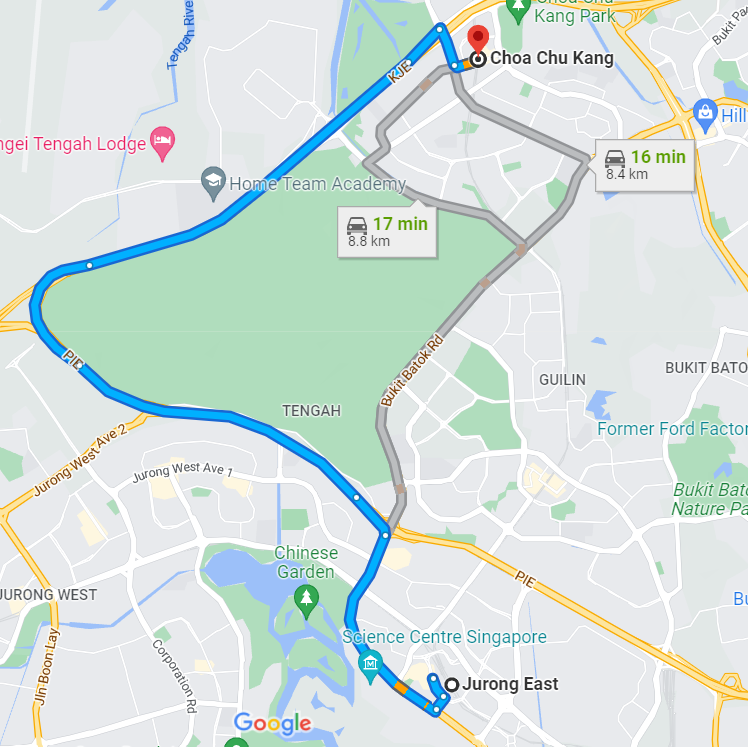 Choa Chu
Kang Park
Tengah River
KJE
Choa Chu Kang
ngei Tengah Lodge
Hill
16 min
8.4 km
Home Team Academy
17 min
8.8 km
PIE
Bukit Batok Rd
GUILIN
BUKIT BATO
TENGAH
Former Ford Factor
Jurong West Ave 2
Jurong West Ave 1
Bukit Bato
Nature Pa
Chinese
Garden
PIE
JURONG WEST
Bu
Science Centre Singapore
Jln Boon Lay
Corporation Rd
Jurong East
Google